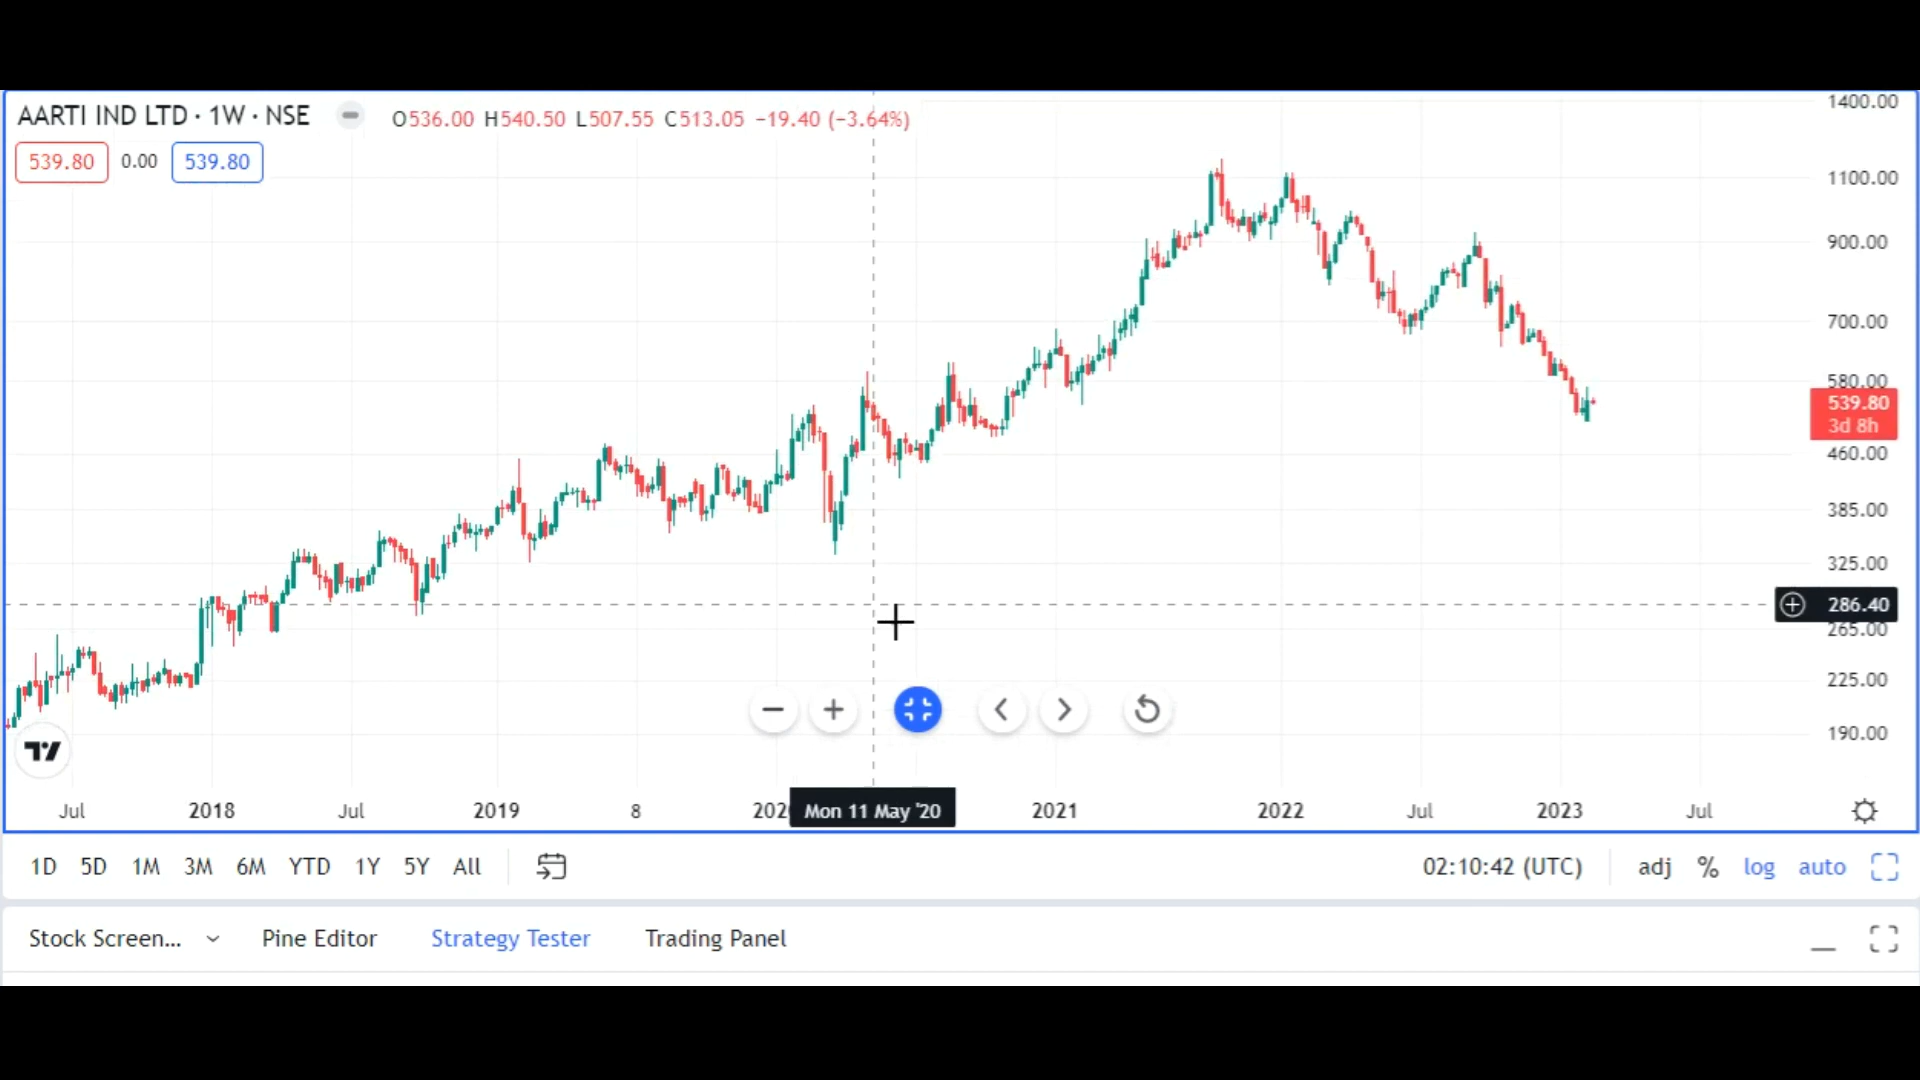 AARTI IND LTD · 1W · NSE
O536.00 H540.50 L507.55 C513.05 −19.40 (−3.64%)
539.80 0.00 539.80
1400.00
1100.00
900.00
700.00
580.00
539.80
3d 8h
460.00
385.00
325.00
286.40
265.00
225.00
190.00
Jul 2018 Jul 2019 8 202 Mon 11 May '20 2021 2022 Jul 2023 Jul
1D 5D 1M 3M 6M YTD 1Y 5Y All 02:10:42 (UTC) adj % log auto
Stock Screen... Pine Editor Strategy Tester Trading Panel